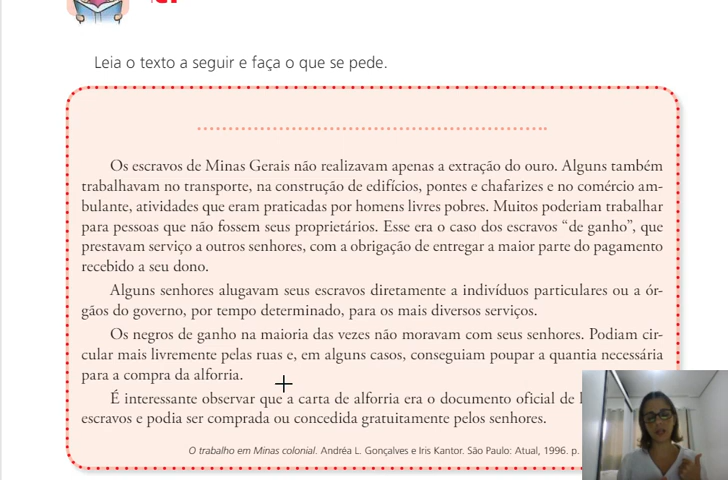 Leia o texto a seguir e faça o que se pede.
Os escravos de Minas Gerais não realizavam apenas a extração do ouro. Alguns também
trabalhavam no transporte, na construção de edifícios, pontes e chafarizes e no comércio am-
bulante, atividades que eram praticadas por homens livres pobres. Muitos poderiam trabalhar
para pessoas que não fossem seus proprietários. Esse era o caso dos escravos “de ganho”, que
prestavam serviço a outros senhores, com a obrigação de entregar a maior parte do pagamento
recebido a seu dono.
Alguns senhores alugavam seus escravos diretamente a indivíduos particulares ou a ór-
gãos do governo, por tempo determinado, para os mais diversos serviços.
Os negros de ganho na maioria das vezes não moravam com seus senhores. Podiam cir-
cular mais livremente pelas ruas e, em alguns casos, conseguiam poupar a quantia necessária
para a compra da alforria.
É interessante observar que a carta de alforria era o documento oficial de
escravos e podia ser comprada ou concedida gratuitamente pelos senhores.
O trabalho em Minas colonial. Andréa L. Gonçalves e Iris Kantor. São Paulo: Atual, 1996. p.